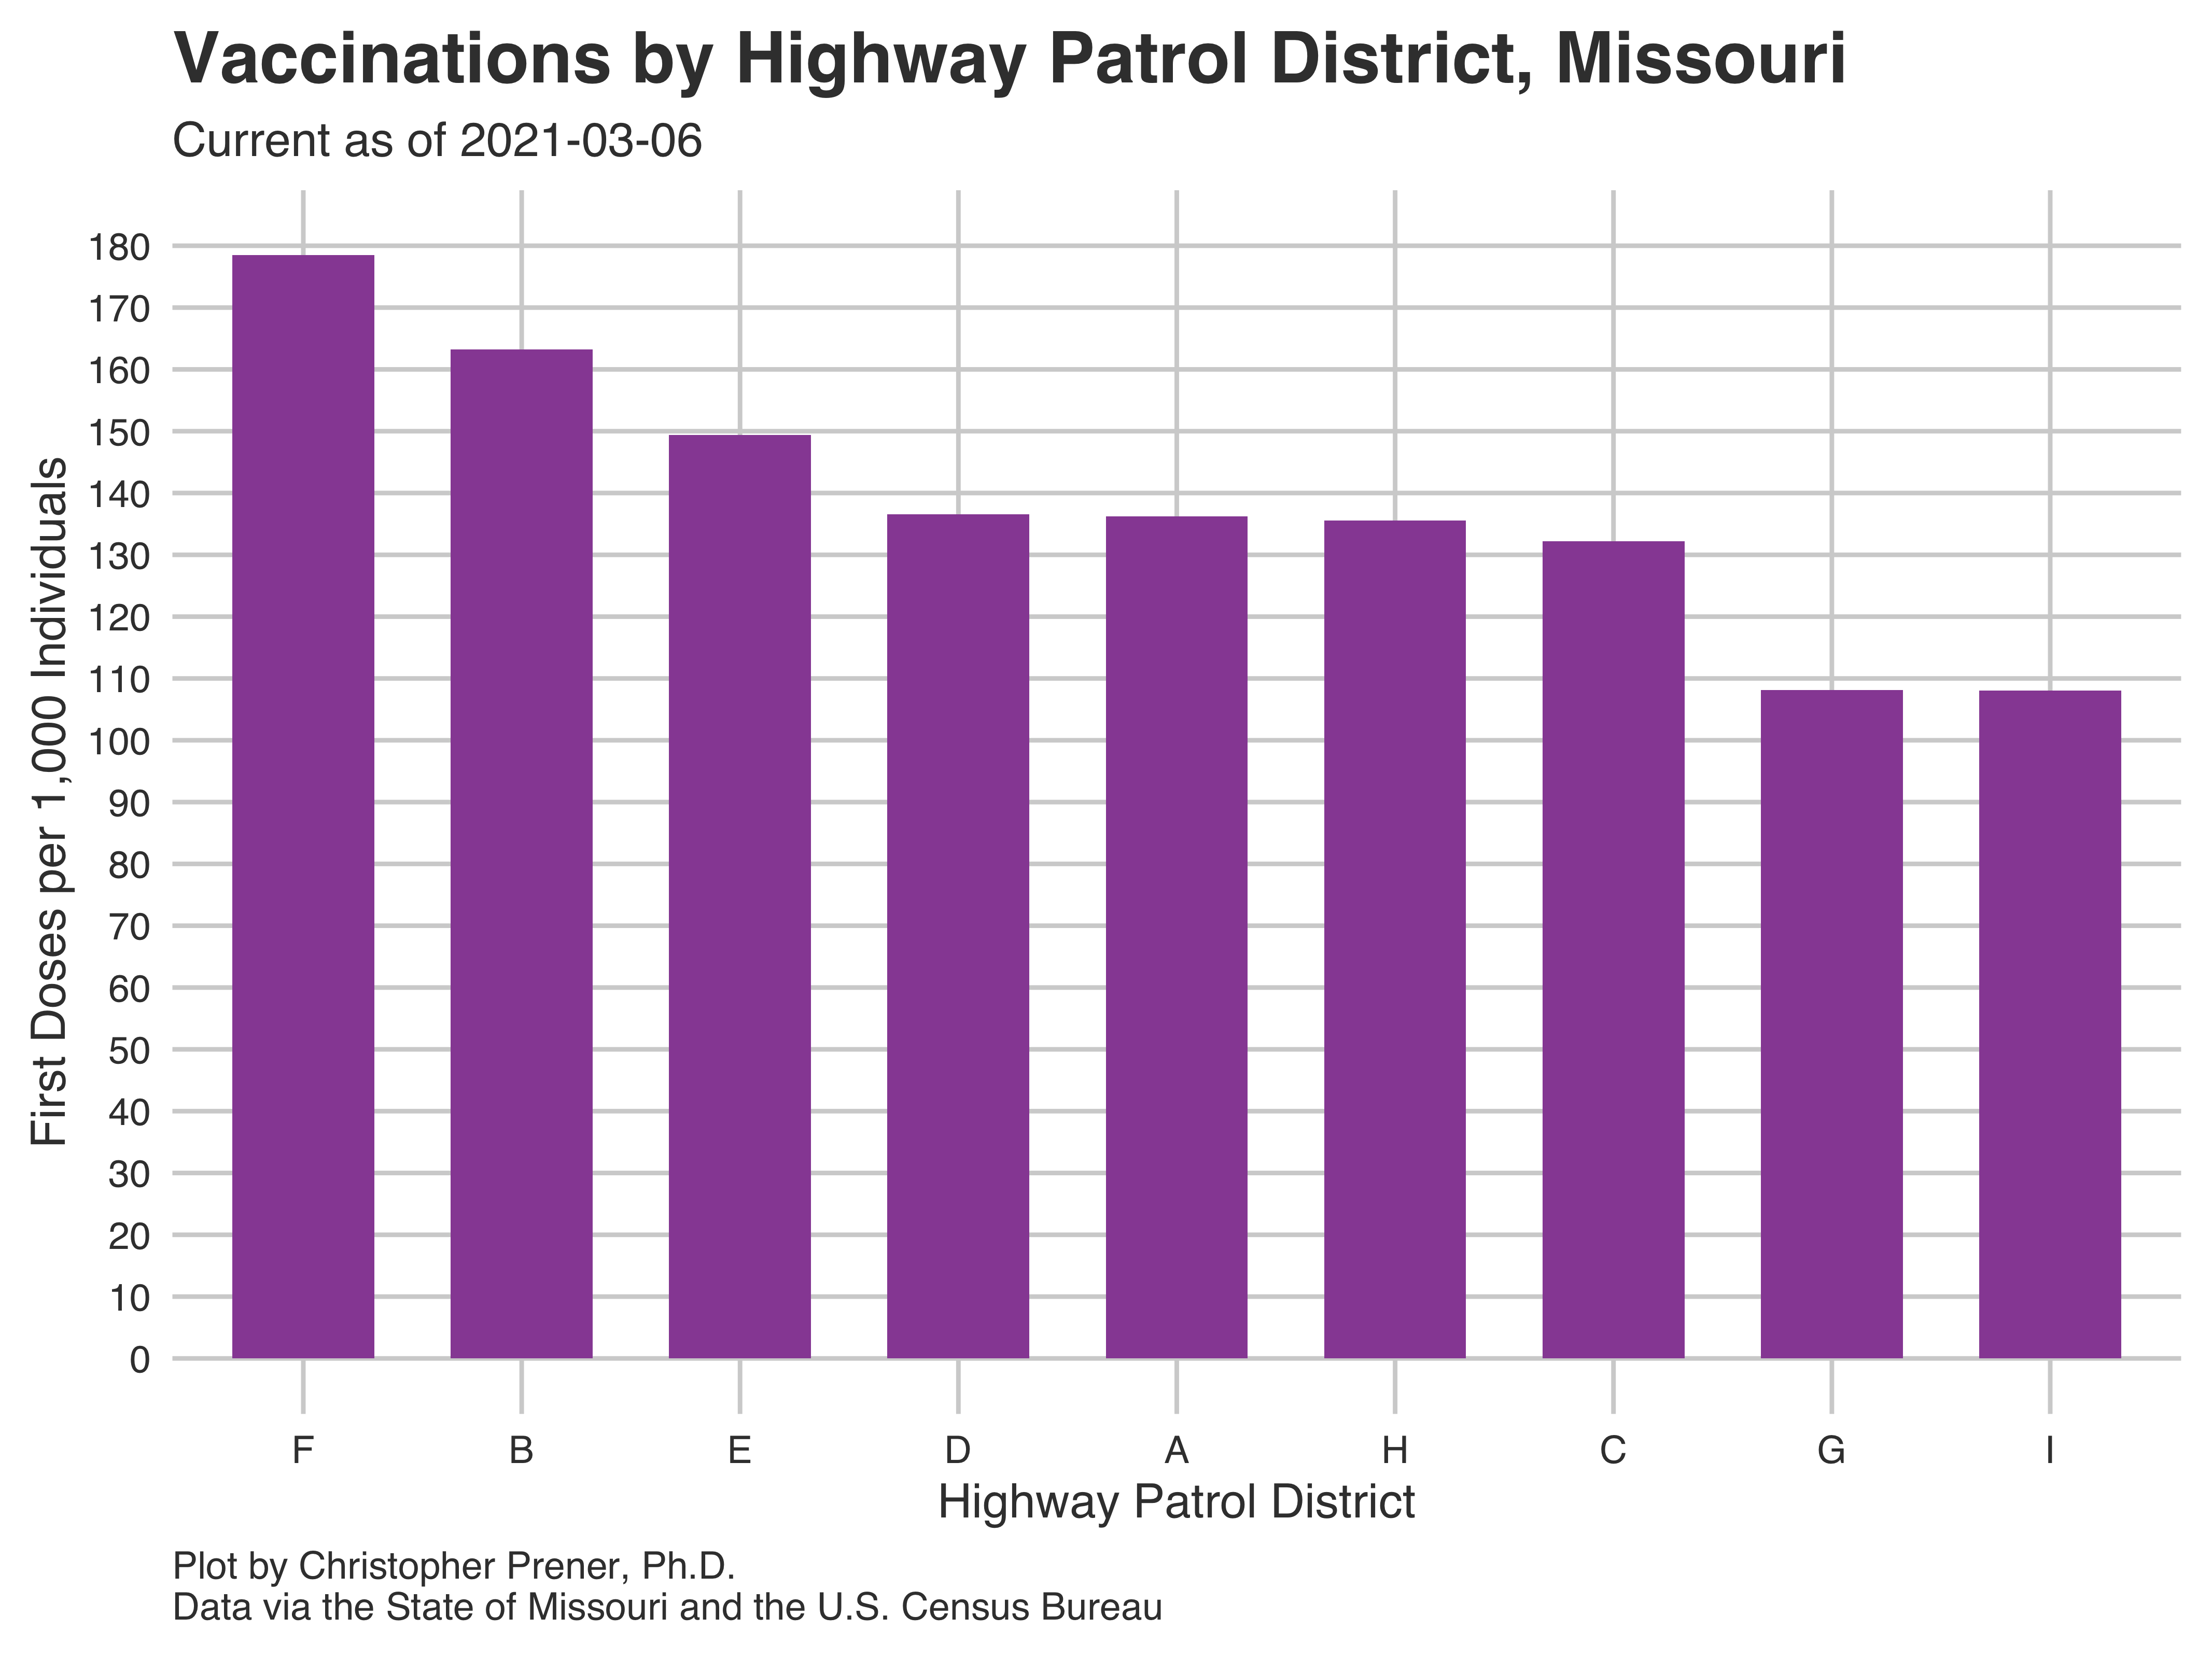 Vaccinations by Highway Patrol District, Missouri
Current as of 2021-03-06
First Doses per 1,000 Individuals
180
170
160
150
140
130
120
110
100
90
80
70
60
50
40
30
20
10
0
F B E D A H C G I
Highway Patrol District
Plot by Christopher Prener, Ph.D.
Data via the State of Missouri and the U.S. Census Bureau